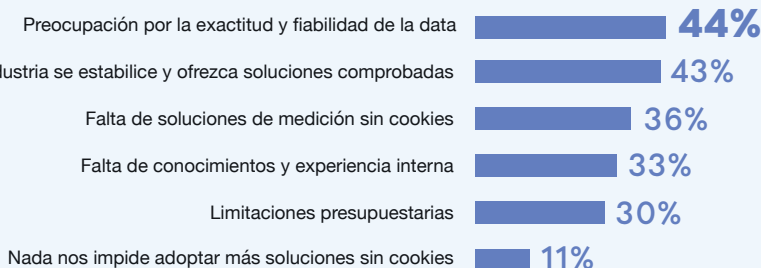 Preocupación por la exactitud y fiabilidad de la data 44%
se estabilice y ofrezca soluciones comprobadas 43%
Falta de soluciones de medición sin cookies 36%
Falta de conocimientos y experiencia interna 33%
Limitaciones presupuestarias 30%
Nada nos impide adoptar más soluciones sin cookies 11%